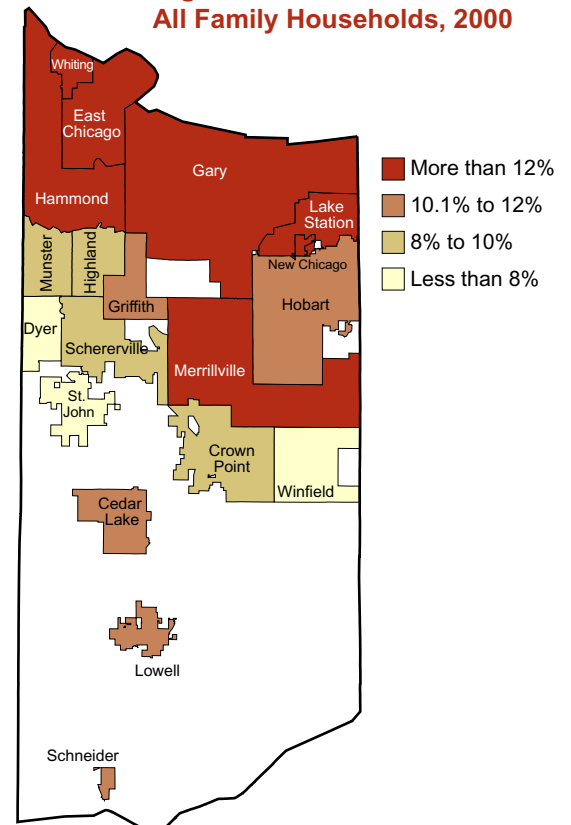 All Family Households, 2000
Whiting
East
Chicago
Gary
Hammond
Lake
Station
New Chicago
Munster
Highland
Griffith
Hobart
Dyer
Schererville
Merrillville
St.
John
Crown
Point
Winfield
Cedar
Lake
Lowell
Schneider
More than 12%
10.1% to 12%
8% to 10%
Less than 8%